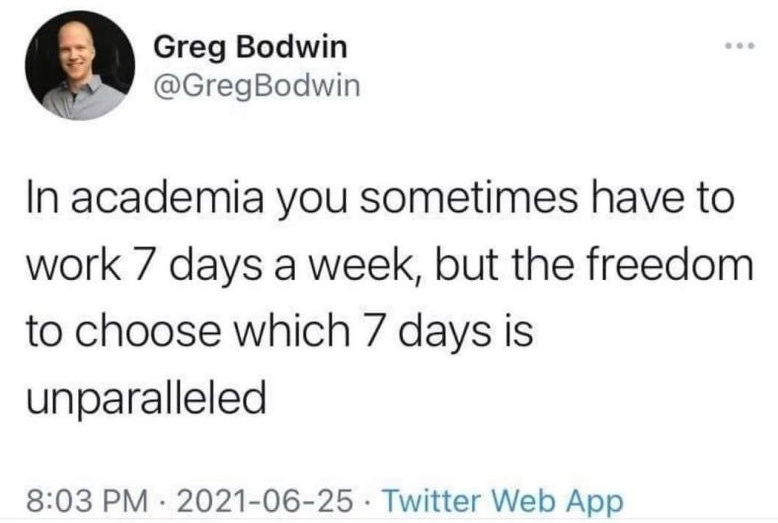 Greg Bodwin
@GregBodwin
In academia you sometimes have to
work 7 days a week, but the freedom
to choose which 7 days is
unparalleled
8:03 PM · 2021-06-25 · Twitter Web App